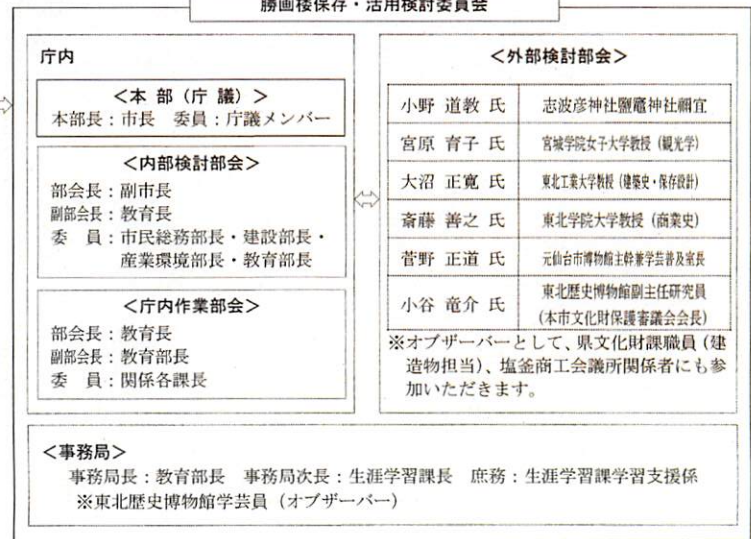 勝画楼保存・活用検討委員会
庁内
＜本 部（庁 議）＞
本部長：市長　委員：庁議メンバー
＜内部検討部会＞
部会長：副市長
副部会長：教育長
委　員：市民総務部長・建設部長・
産業環境部長・教育部長
＜庁内作業部会＞
部会長：教育長
副部会長：教育部長
委　員：関係各課長
＜外部検討部会＞
小野 道教 氏　志波彦神社鹽竈神社禰宜
宮原 育子 氏　宮城学院女子大学教授（観光学）
大沼 正寛 氏　東北工業大学教授（建築史・保存設計）
斎藤 善之 氏　東北学院大学教授（商業史）
菅野 正道 氏　元仙台市博物館主幹兼学芸普及室長
小谷 竜介 氏　東北歴史博物館副主任研究員
（本市文化財保護審議会会長）
※オブザーバーとして、県文化財課職員（建
造物担当）、塩釜商工会議所関係者にも参
加いただきます。
＜事務局＞
事務局長：教育部長　事務局次長：生涯学習課長　庶務：生涯学習課学習支援係
※東北歴史博物館学芸員（オブザーバー）